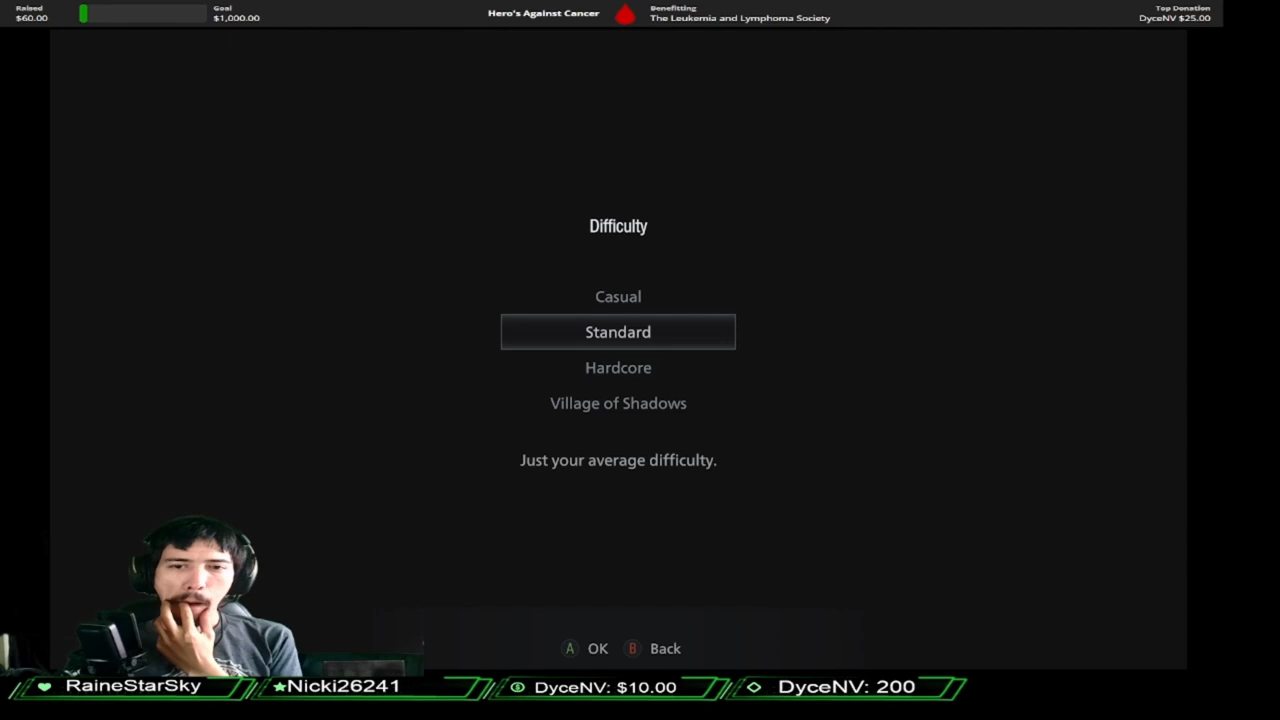 Raised
$60.00
Goal
$1,000.00
Hero's Against Cancer
Benefitting
The Leukemia and Lymphoma Society
Top Donation
DyceNV $25.00
Difficulty
Casual
Standard
Hardcore
Village of Shadows
Just your average difficulty.
A OK B Back
RaineStarSky
Nicki26241
DyceNV: $10.00
DyceNV: 200